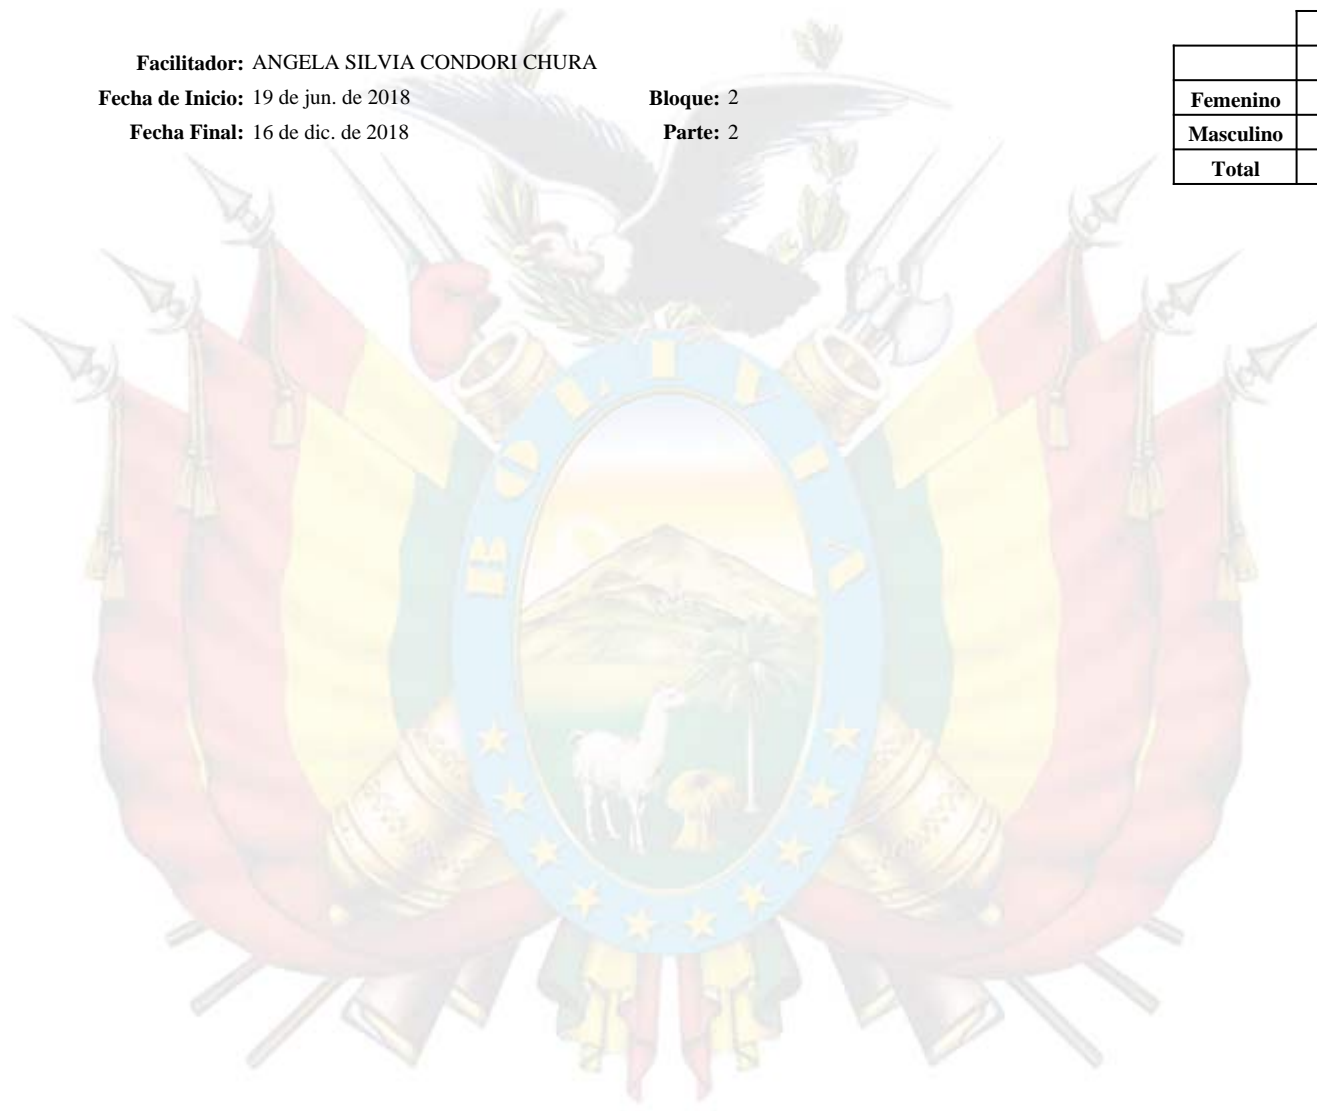 Facilitador: ANGELA SILVIA CONDORI CHURA
Fecha de Inicio: 19 de jun. de 2018 Bloque: 2
Fecha Final: 16 de dic. de 2018 Parte: 2
Femenino
Masculino
Total
BOLIVIA